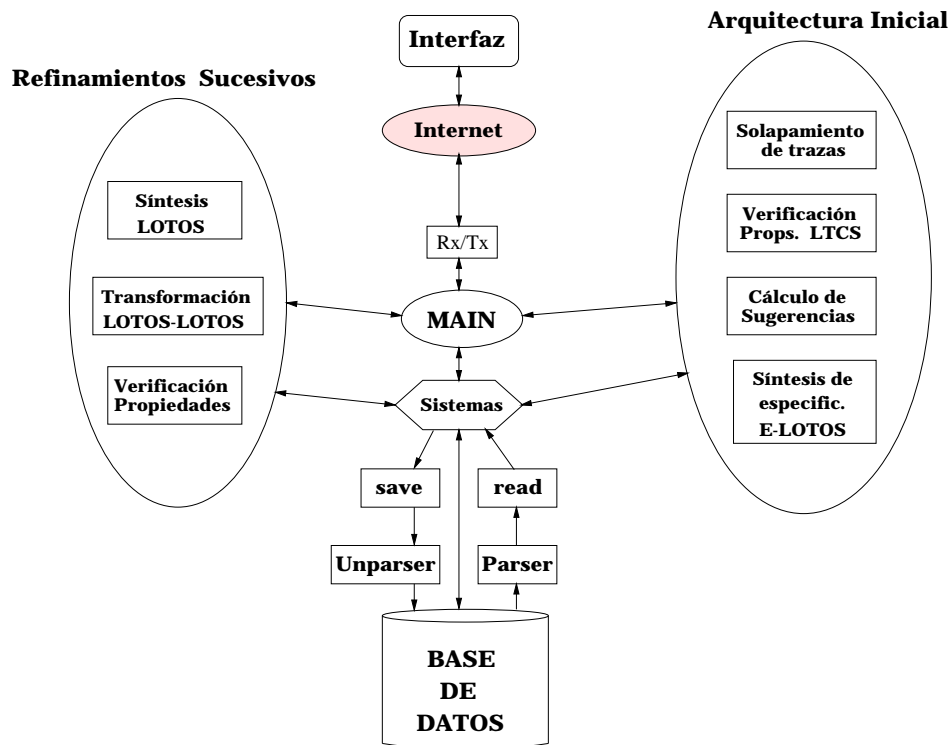 Arquitectura Inicial
Interfaz
Refinamientos Sucesivos
Internet
Solapamiento
de trazas
Síntesis
LOTOS
Verificación
Props. LTCS
Rx/Tx
Transformación
LOTOS-LOTOS
MAIN
Cálculo de
Sugerencias
Verificación
Propiedades
Sistemas
Síntesis de
especific.
E-LOTOS
save
read
Unparser
Parser
BASE
DE
DATOS